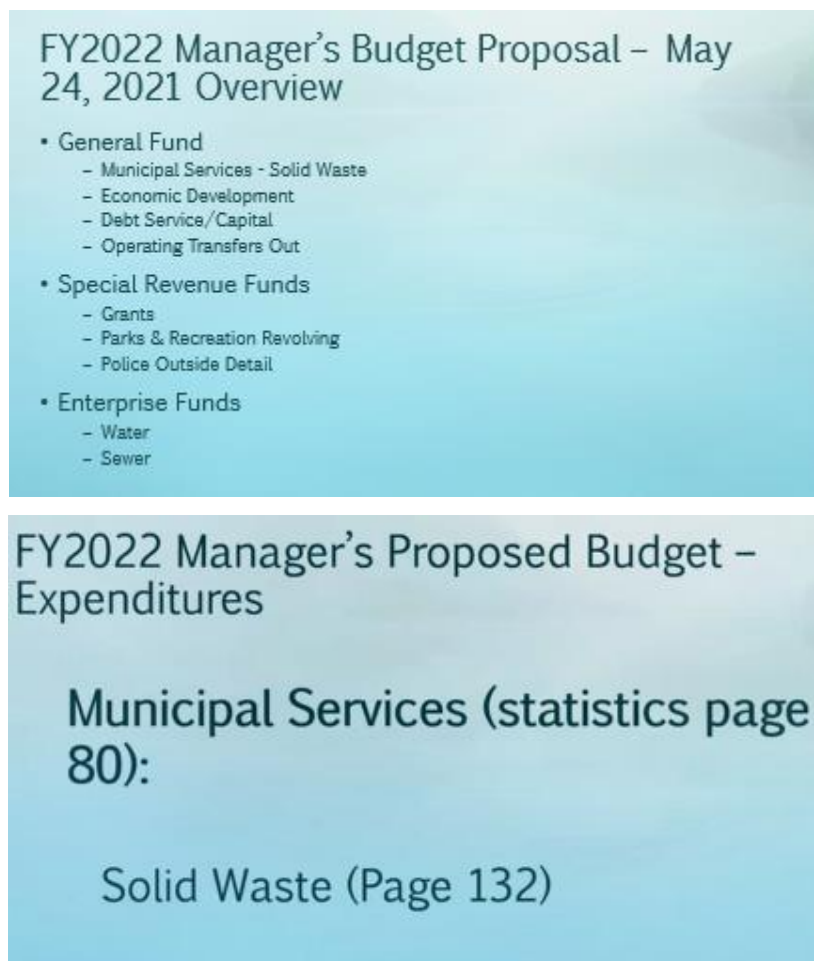 FY2022 Manager's Budget Proposal – May
24, 2021 Overview
• General Fund
– Municipal Services - Solid Waste
– Economic Development
– Debt Service/Capital
– Operating Transfers Out
• Special Revenue Funds
– Grants
– Parks & Recreation Revolving
– Police Outside Detail
• Enterprise Funds
– Water
– Sewer
FY2022 Manager's Proposed Budget –
Expenditures
Municipal Services (statistics page
80):
Solid Waste (Page 132)